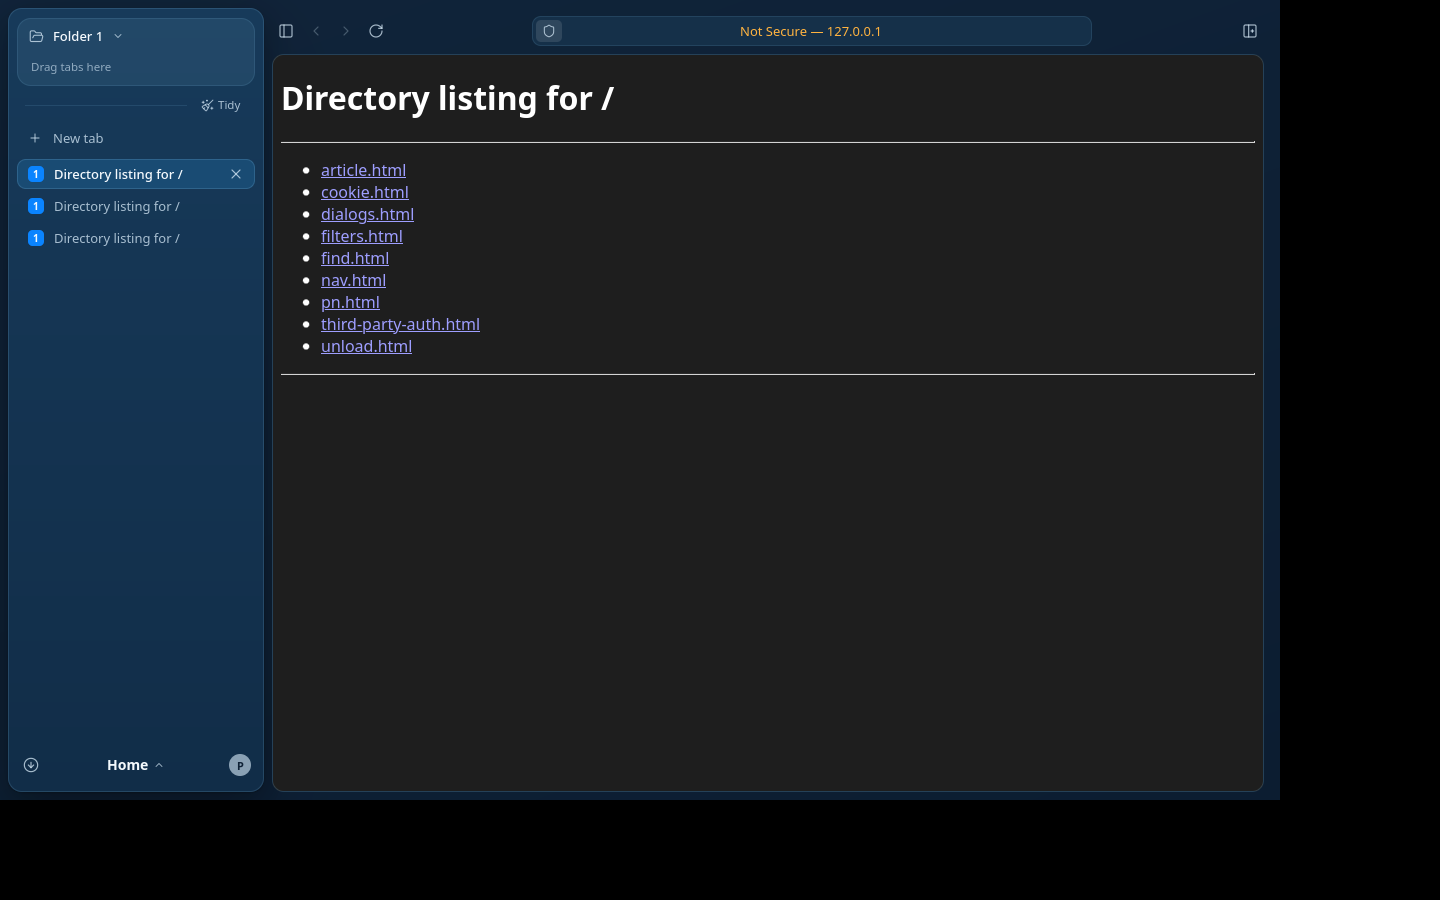 Folder 1
Drag tabs here
Tidy
New tab
1 Directory listing for /
1 Directory listing for /
1 Directory listing for /
Home
P
Not Secure — 127.0.0.1
Directory listing for /
article.html
cookie.html
dialogs.html
filters.html
find.html
nav.html
pn.html
third-party-auth.html
unload.html